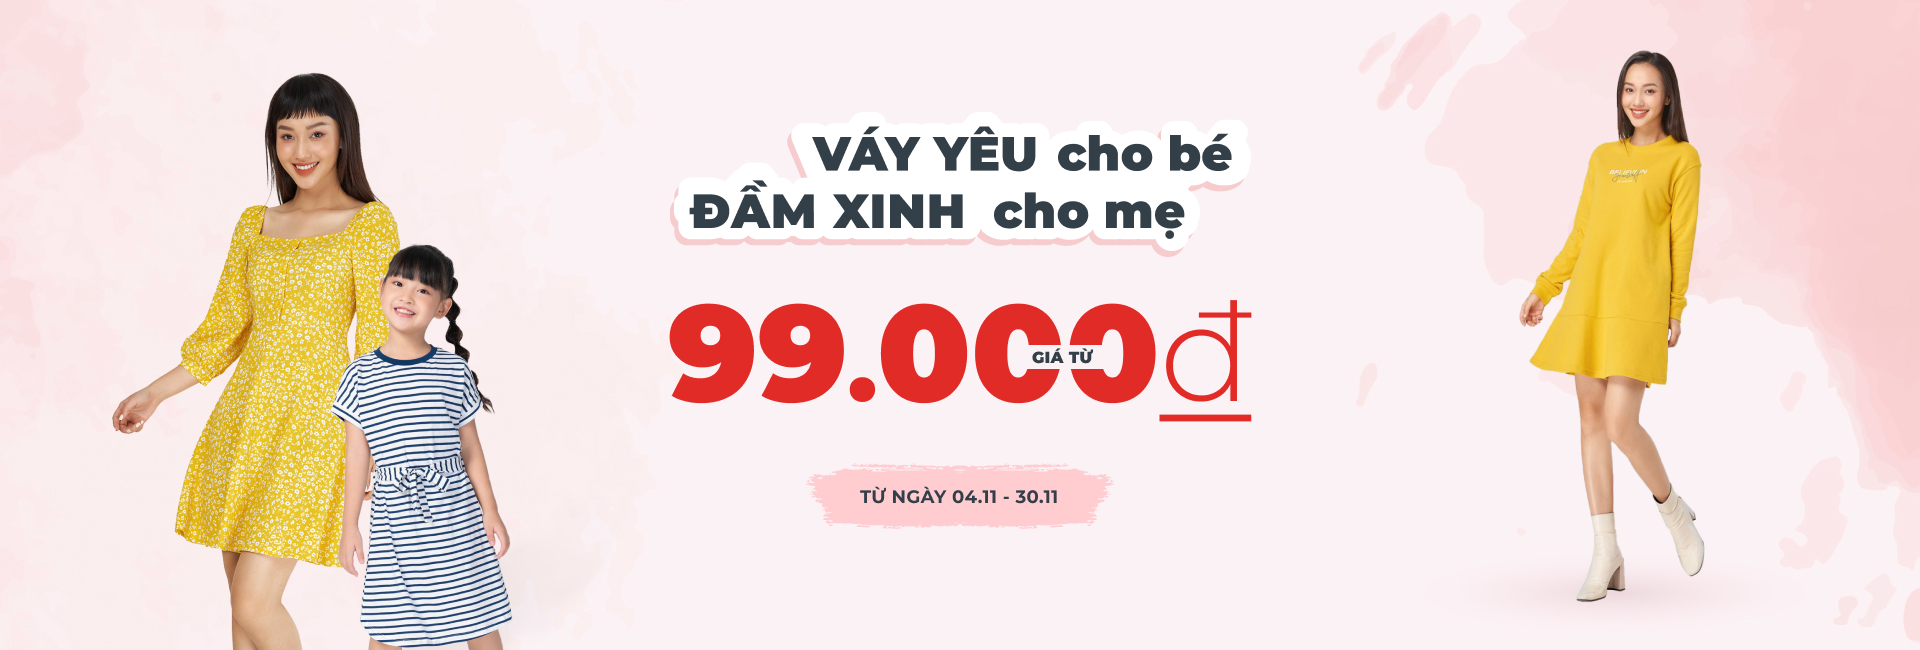 VÁY YÊU cho bé
ĐẦM XINH cho mẹ
GIÁ TỪ
99.000đ
TỪ NGÀY 04.11 - 30.11